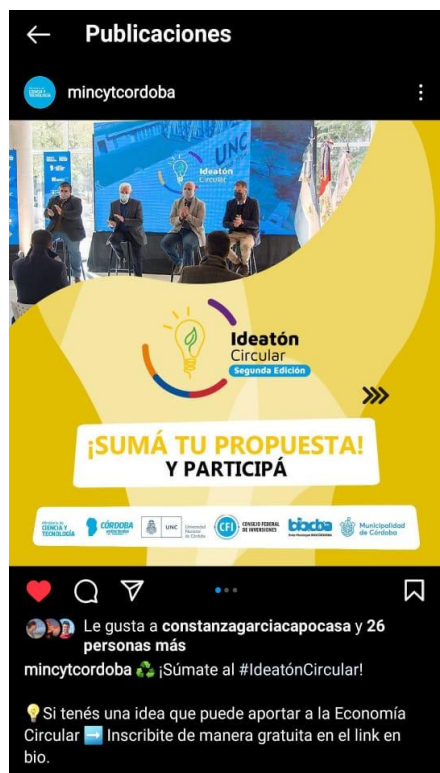 Publicaciones
mincytcordoba
UNC
Ideatón
Circular
Ideatón
Circular
Segunda Edición
¡SUMÁ TU PROPUESTA!
Y PARTICIPÁ
Ministerio de
CIENCIA Y
TECNOLOGÍA
CÓRDOBA
UNC
Universidad
Nacional
de Córdoba
CFI
CONSEJO FEDERAL
DE INVERSIONES
biocba
Municipalidad
de Córdoba
Le gusta a constanzagarciacapocasa y 26
personas más
mincytcordoba ♻️ ¡Súmate al #IdeatónCircular!
💡Si tenés una idea que puede aportar a la Economía
Circular ➡️ Inscribite de manera gratuita en el link en
bio.